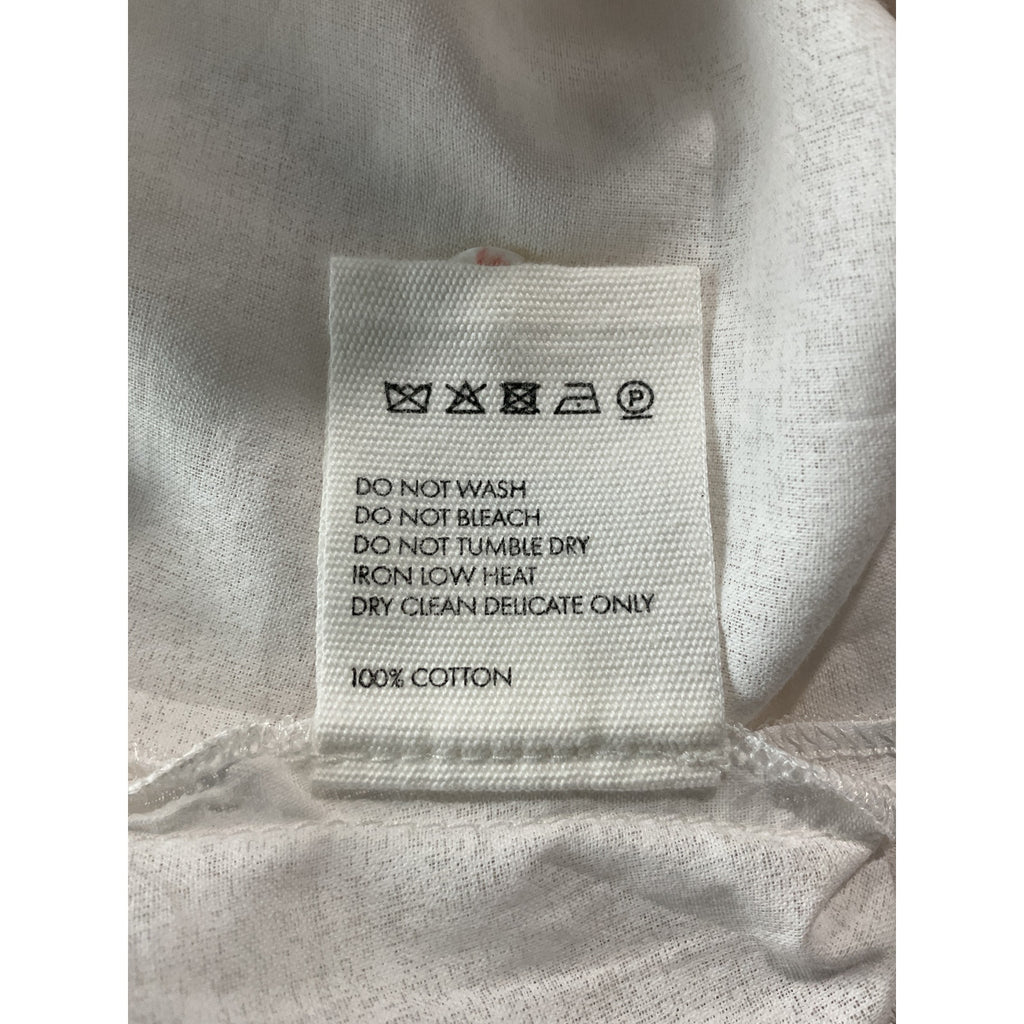 P
DO NOT WASH
DO NOT BLEACH
DO NOT TUMBLE DRY
IRON LOW HEAT
DRY CLEAN DELICATE ONLY
100% COTTON